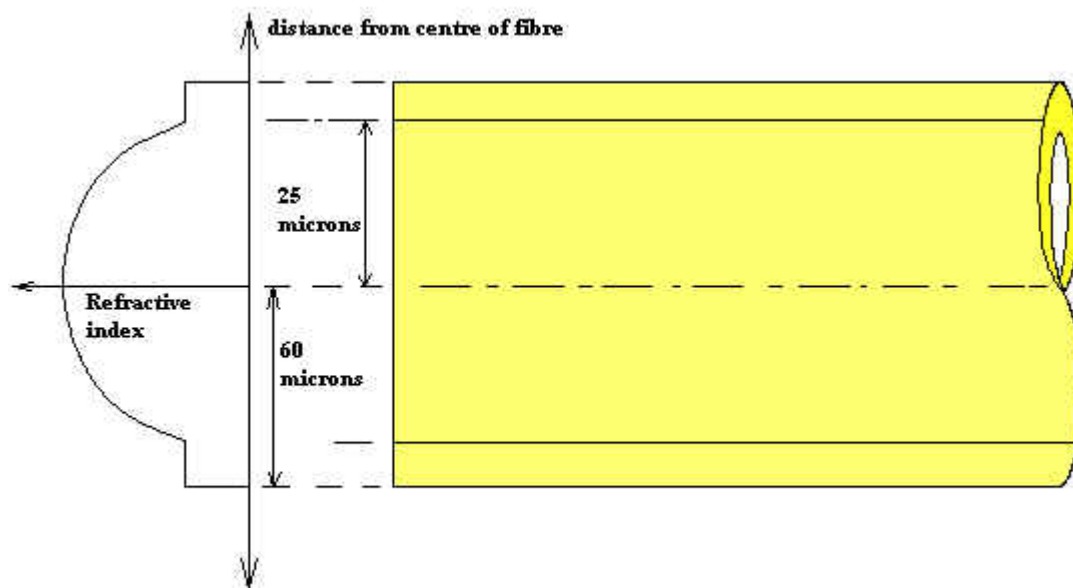 distance from centre of fibre
25
microns
Refractive
index
60
microns